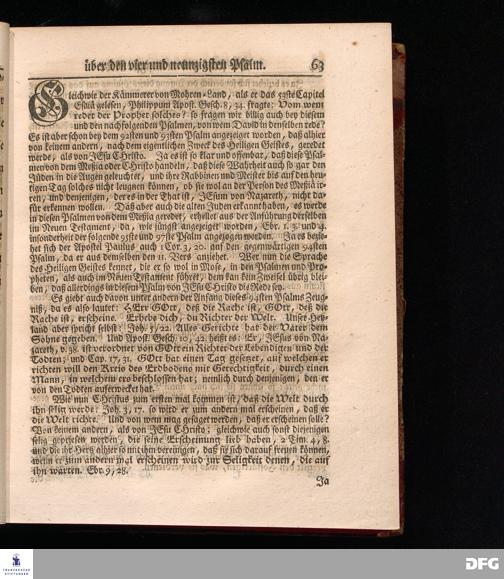 über den vier und neunzigsten Psalm. 63
Gleichwie der Kämmerer von Mohren-Land, als er das 53ste Capitel
Esaiä gelesen, Philippum Apost. Gesch. 8, 34. fragte: Von wem
redet der Prophet solches? so fragen wir billig auch bey diesem
und den nachfolgenden Psalmen, von wem David in denselben rede?
Es ist aber schon bey dem 92sten und 93sten Psalm angezeiget worden, daß alhier
von keinem andern, nach dem eigentlichen Zweck des Heiligen Geistes, geredet
werde, als von JEsu Christo. Ja es ist so klar und offenbar, daß diese Psal-
men von dem Meßia oder Christo handeln, daß diese Wahrheit auch so gar den
Jüden in die Augen geleuchtet, und ihre Rabbinen und Meister bis auf den heu-
tigen Tag solches nicht leugnen können, ob sie wol an der Person des Meßiä ir-
ren, und denjenigen, der es in der That ist, JEsum von Nazareth, nicht da-
für erkennen wollen. Daß aber auch die alten Juden erkannt haben, es werde
in diesen Psalmen von dem Meßia geredet, erhellet aus der Anführung derselben
im Neuen Testament, da, wie jüngst angezeiget worden, Ebr. 1, 3. und 4.
insonderheit der folgende 95ste und 97ste Psalm angezogen werden. Ja es bezie-
het sich der Apostel Paulus auch 1 Cor. 3, 20. auf den gegenwärtigen 94sten
Psalm, da er aus demselben den 11. Vers anziehet. Wer nun die Sprache
des Heiligen Geistes kennet, die er so wol in Mose, in den Psalmen und Pro-
pheten, als auch im Neuen Testament führet, dem kan kein Zweifel übrig blei-
ben, daß allerdings in diesem Psalm von JEsu Christo die Rede sey.
Es giebt auch davon unter andern der Anfang dieses 94sten Psalms Zeug-
niß, da es also lautet: HErr GOtt, deß die Rache ist, GOtt, deß die
Rache ist, erscheine. Erhebe dich, du Richter der Welt. Unser Hey-
land aber spricht selbst: Joh. 5, 22. Alles Gerichte hat der Vater dem
Sohne gegeben. Und Apost. Gesch. 10, 42. heißt es: Er, JEsus von Na-
zareth, v. 38. ist verordnet von GOtt ein Richter der Lebendigen und der
Todten; und Cap. 17, 31. GOtt hat einen Tag gesetzet, auf welchen er
richten will den Kreis des Erdbodens mit Gerechtigkeit, durch einen
Mann, in welchem ers beschlossen hat; nemlich durch denjenigen, den er
von den Todten auferwecket hat.
Wie nun Christus zum ersten mal kommen ist, daß die Welt durch
ihn selig werde: Joh. 3, 17. so wird er zum andern mal erscheinen, daß er
die Welt richte. Und von wem mag gesaget werden, daß er erscheinen solle?
Von keinem andern, als von JEsu Christo: gleichwie auch sonst diejenigen
selig gepriesen werden, die seine Erscheinung lieb haben, 2 Tim. 4, 8.
und die ihr Hertz alhier so mit ihm vereinigen, daß sie sich darauf freuen können,
wenn er zum andern mal erscheinen wird zur Seligkeit denen, die auf
ihn warten. Ebr. 9, 28.
Ja
DFG